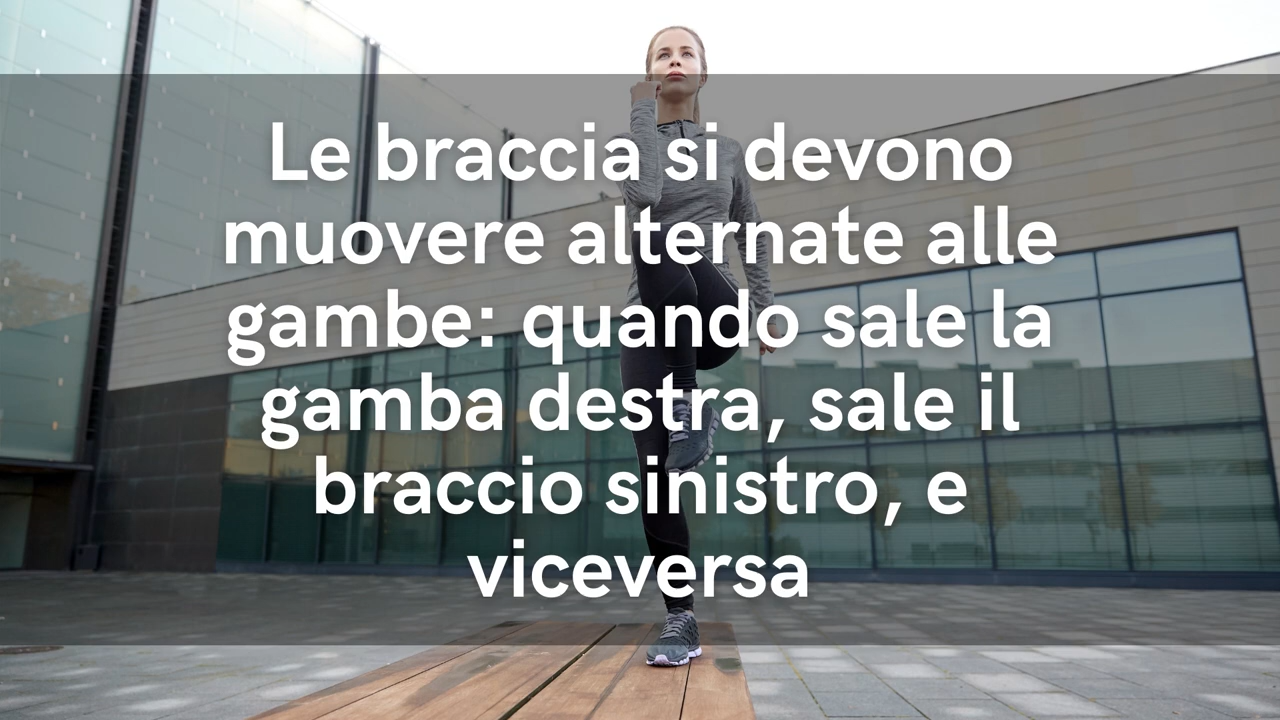 Le braccia si devono
muovere alternate alle
gambe: quando sale la
gamba destra, sale il
braccio sinistro, e
viceversa